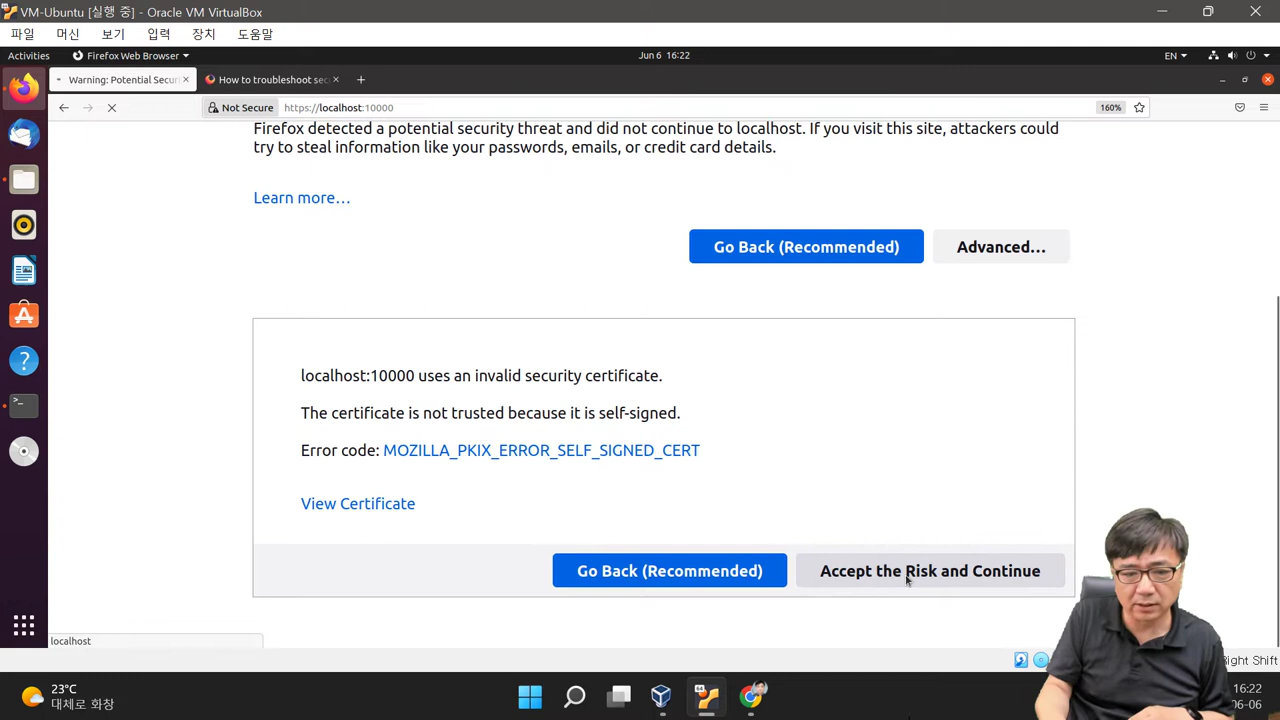 VM-Ubuntu [실행 중] - Oracle VM VirtualBox
파일 머신 보기 입력 장치 도움말
Activities Firefox Web Browser Jun 6 16:22 EN
Warning: Potential Securi How to troubleshoot sec
Not Secure https://localhost:10000 160%
Firefox detected a potential security threat and did not continue to localhost. If you visit this site, attackers could
try to steal information like your passwords, emails, or credit card details.
Learn more…
Go Back (Recommended) Advanced…
localhost:10000 uses an invalid security certificate.
The certificate is not trusted because it is self-signed.
Error code: MOZILLA_PKIX_ERROR_SELF_SIGNED_CERT
View Certificate
Go Back (Recommended) Accept the Risk and Continue
localhost
Right Shift
23°C
대체로 화창
16:22
06-06